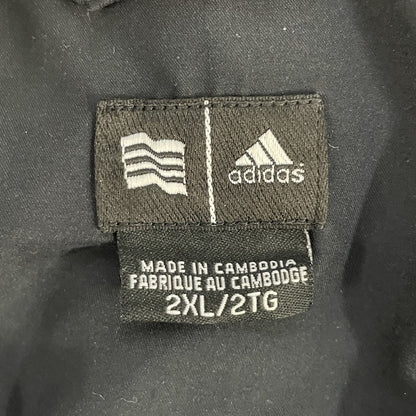 adidas
MADE IN CAMBODIA
FABRIQUE AU CAMBODGE
2XL/2TG